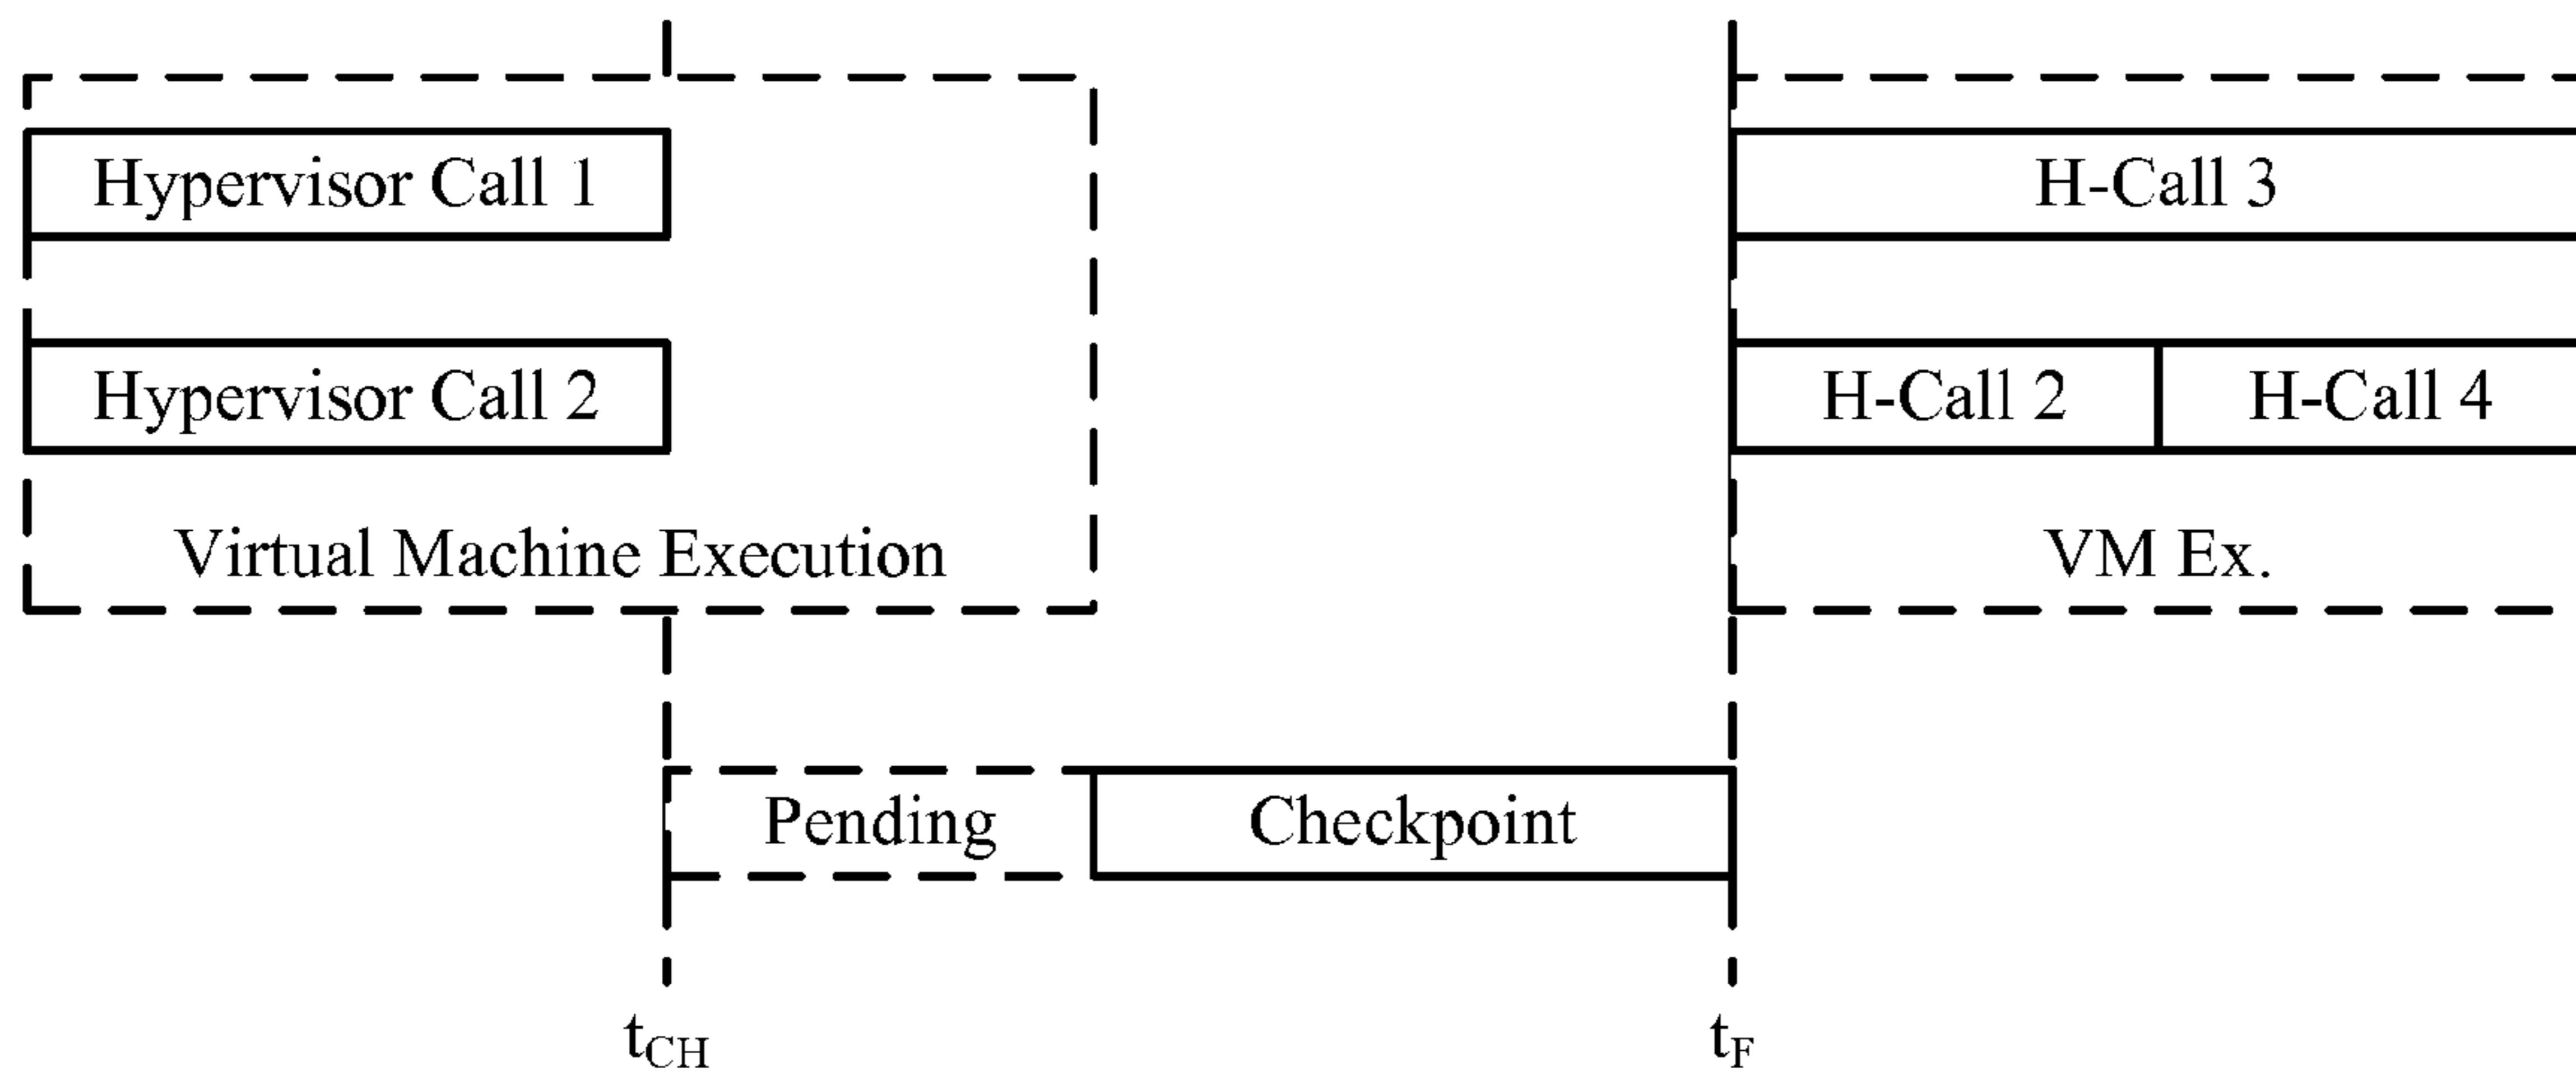 Hypervisor Call 1
H-Call 3
Hypervisor Call 2
H-Call 2
H-Call 4
Virtual Machine Execution
VM Ex.
Pending
Checkpoint
tCH
tF